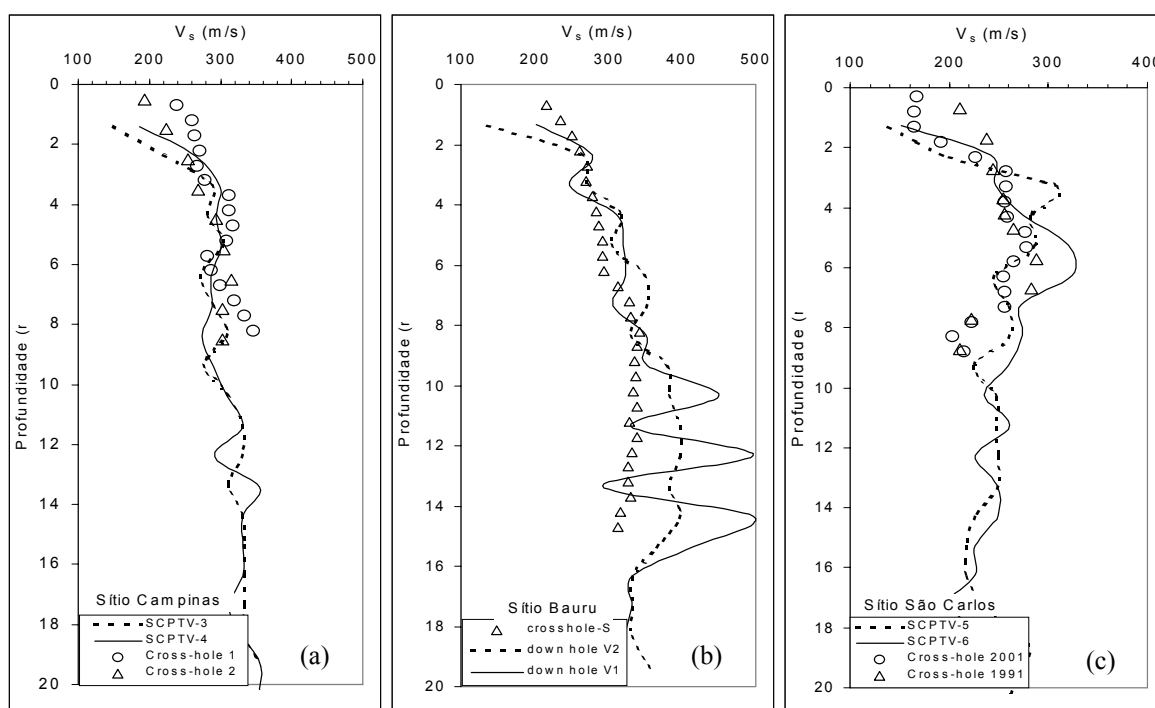 V s (m/s)
100 200 300 400 500
0
2
4
6
8
10
12
14
16
18
20
Profundidade (r
Sítio Campinas
SCPTV-3
SCPTV-4
Cross-hole 1
Cross-hole 2
(a)
V s (m/s)
100 200 300 400 500
0
2
4
6
8
10
12
14
16
18
20
Profundidade (r
Sítio Bauru
crosshole-S
down hole V2
down hole V1
(b)
V s (m/s)
100 200 300 400
0
2
4
6
8
10
12
14
16
18
20
Profundidade (r
Sítio São Carlos
SCPTV-5
SCPTV-6
Cross-hole 2001
Cross-hole 1991
(c)